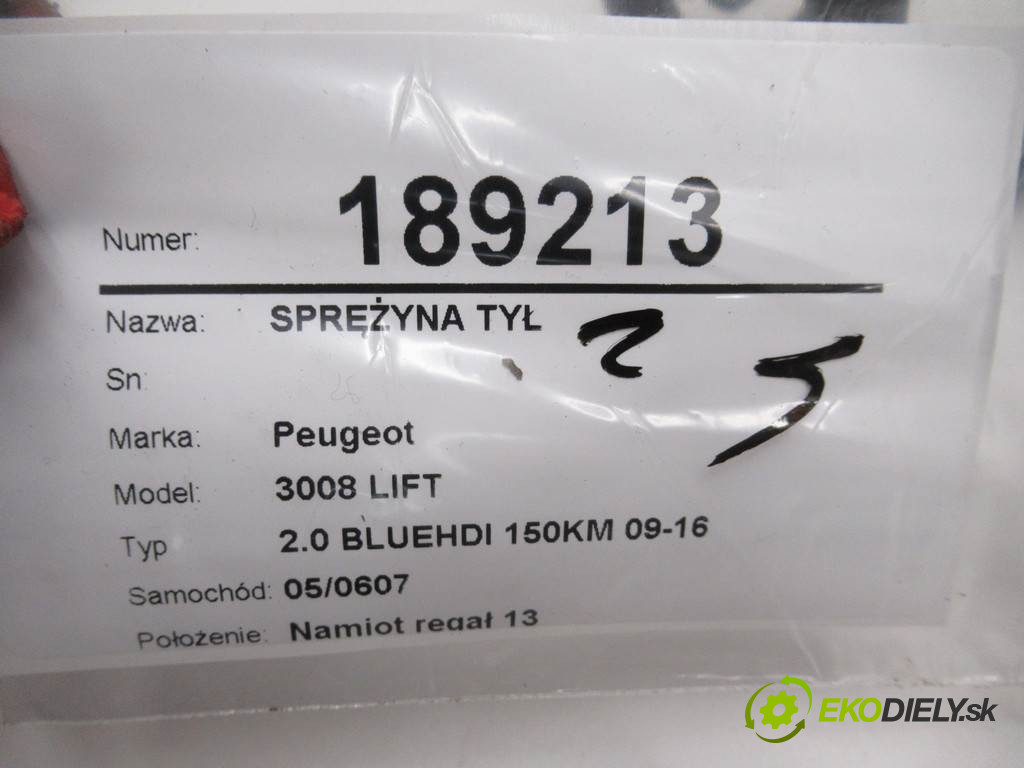 Numer: 189213
Nazwa: SPRĘŻYNA TYŁ 2
Sn:
Marka: Peugeot
Model: 3008 LIFT
Typ 2.0 BLUEHDI 150KM 09-16
Samochód: 05/0607
Położenie: Namiot regał 13
EKODIELY.sk